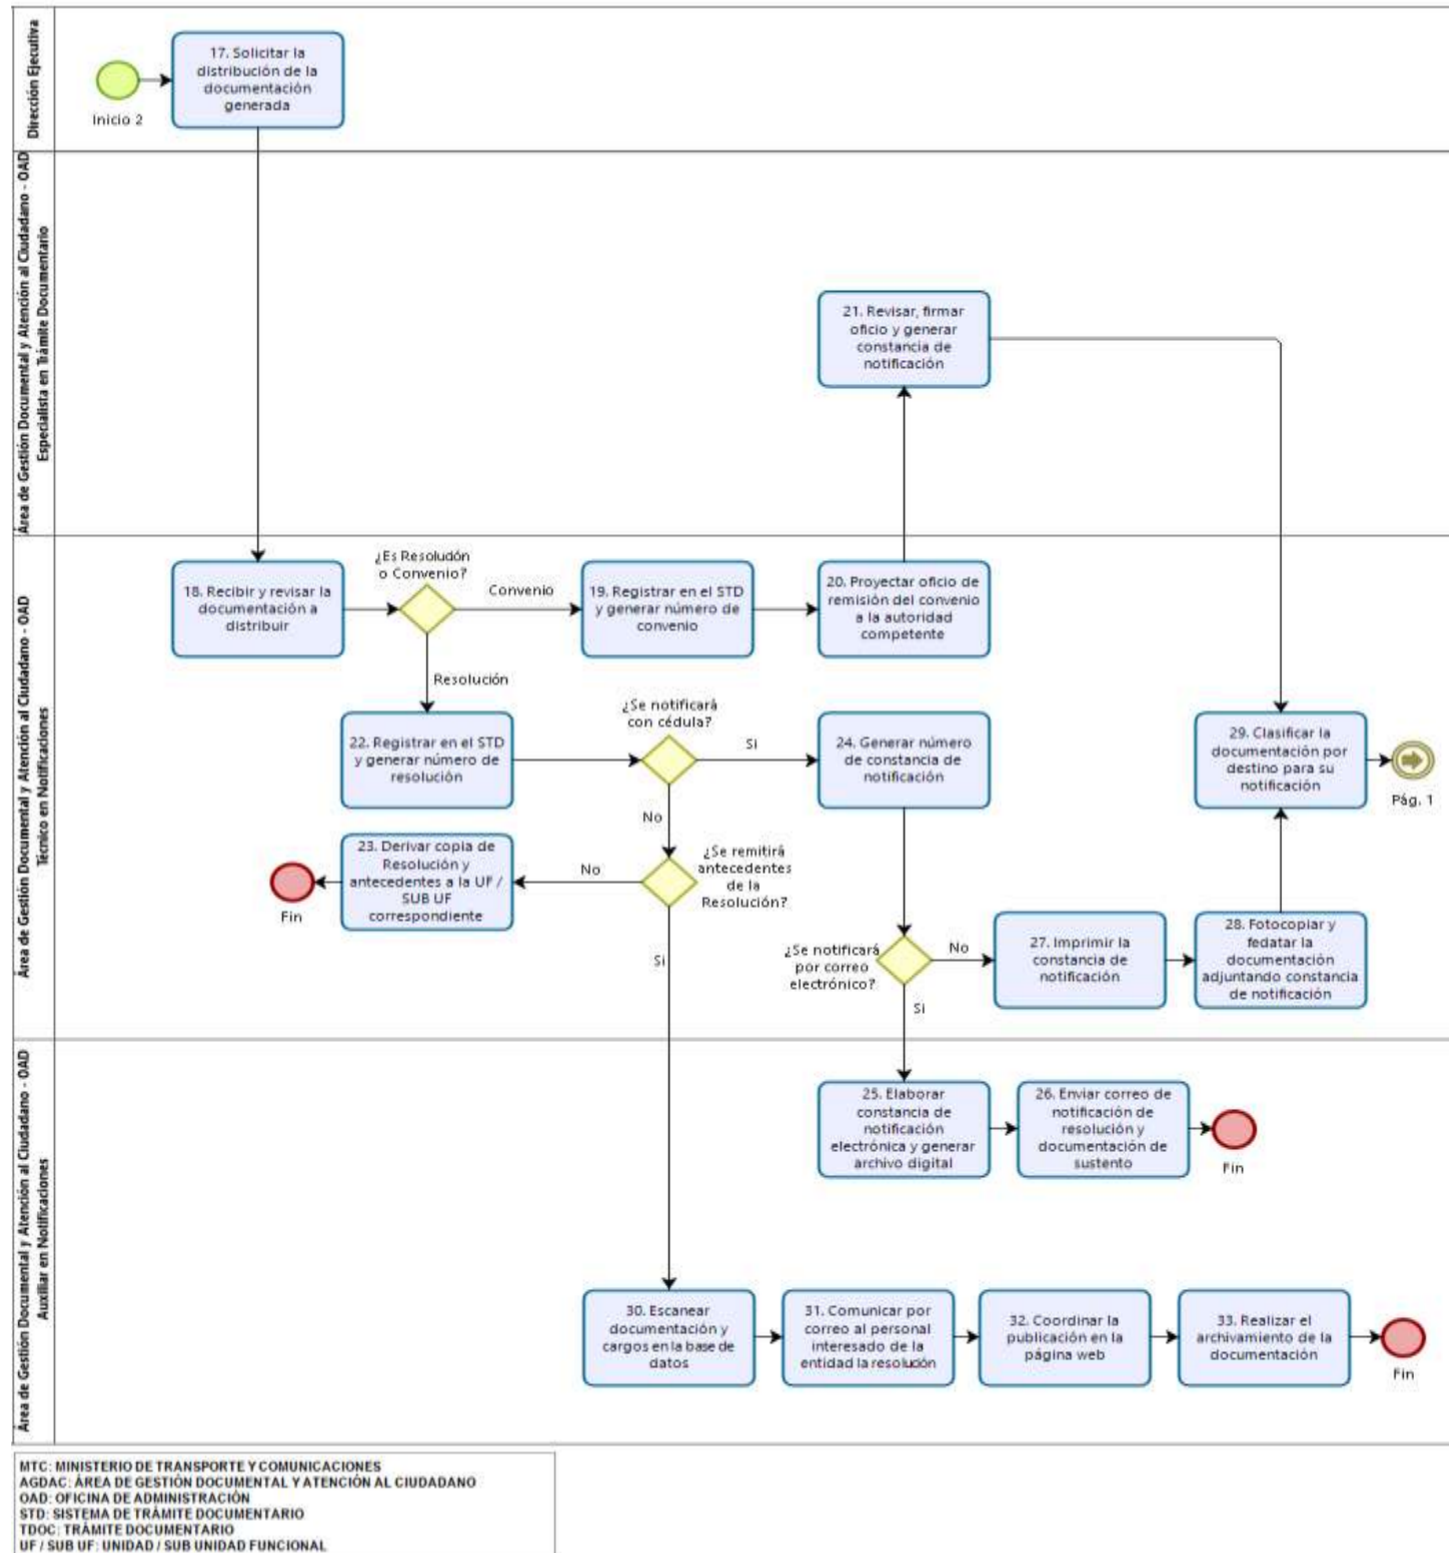 Dirección Ejecutiva
Inicio 2
17. Solicitar la
distribución de la
documentación
generada
Área de Gestión Documental y Atención al Ciudadano - OAD
Especialista en Trámite Documentario
21. Revisar, firmar
oficio y generar
constancia de
notificación
Área de Gestión Documental y Atención al Ciudadano - OAD
Técnico en Notificaciones
18. Recibir y revisar la
documentación a
distribuir
¿Es Resolución
o Convenio?
Convenio
19. Registrar en el STD
y generar número de
convenio
20. Proyectar oficio de
remisión del convenio
a la autoridad
competente
Resolución
22. Registrar en el STD
y generar número de
resolución
¿Se notificará
con cédula?
Si
24. Generar número
de constancia de
notificación
29. Clasificar la
documentación por
destino para su
notificación
Pág. 1
No
23. Derivar copia de
Resolución y
antecedentes a la UF /
SUB UF
correspondiente
Fin
No
¿Se remitirá
antecedentes
de la
Resolución?
Si
¿Se notificará
por correo
electrónico?
No
27. Imprimir la
constancia de
notificación
28. Fotocopiar y
fedatar la
documentación
adjuntando constancia
de notificación
Si
Área de Gestión Documental y Atención al Ciudadano - OAD
Auxiliar en Notificaciones
25. Elaborar
constancia de
notificación
electrónica y generar
archivo digital
26. Enviar correo de
notificación de
resolución y
documentación de
sustento
Fin
30. Escanear
documentación y
cargos en la base de
datos
31. Comunicar por
correo al personal
interesado de la
entidad la resolución
32. Coordinar la
publicación en la
página web
33. Realizar el
archivamiento de la
documentación
Fin
MTC: MINISTERIO DE TRANSPORTE Y COMUNICACIONES
AGDAC: ÁREA DE GESTIÓN DOCUMENTAL Y ATENCIÓN AL CIUDADANO
OAD: OFICINA DE ADMINISTRACIÓN
STD: SISTEMA DE TRÁMITE DOCUMENTARIO
TDOC: TRÁMITE DOCUMENTARIO
UF / SUB UF: UNIDAD / SUB UNIDAD FUNCIONAL